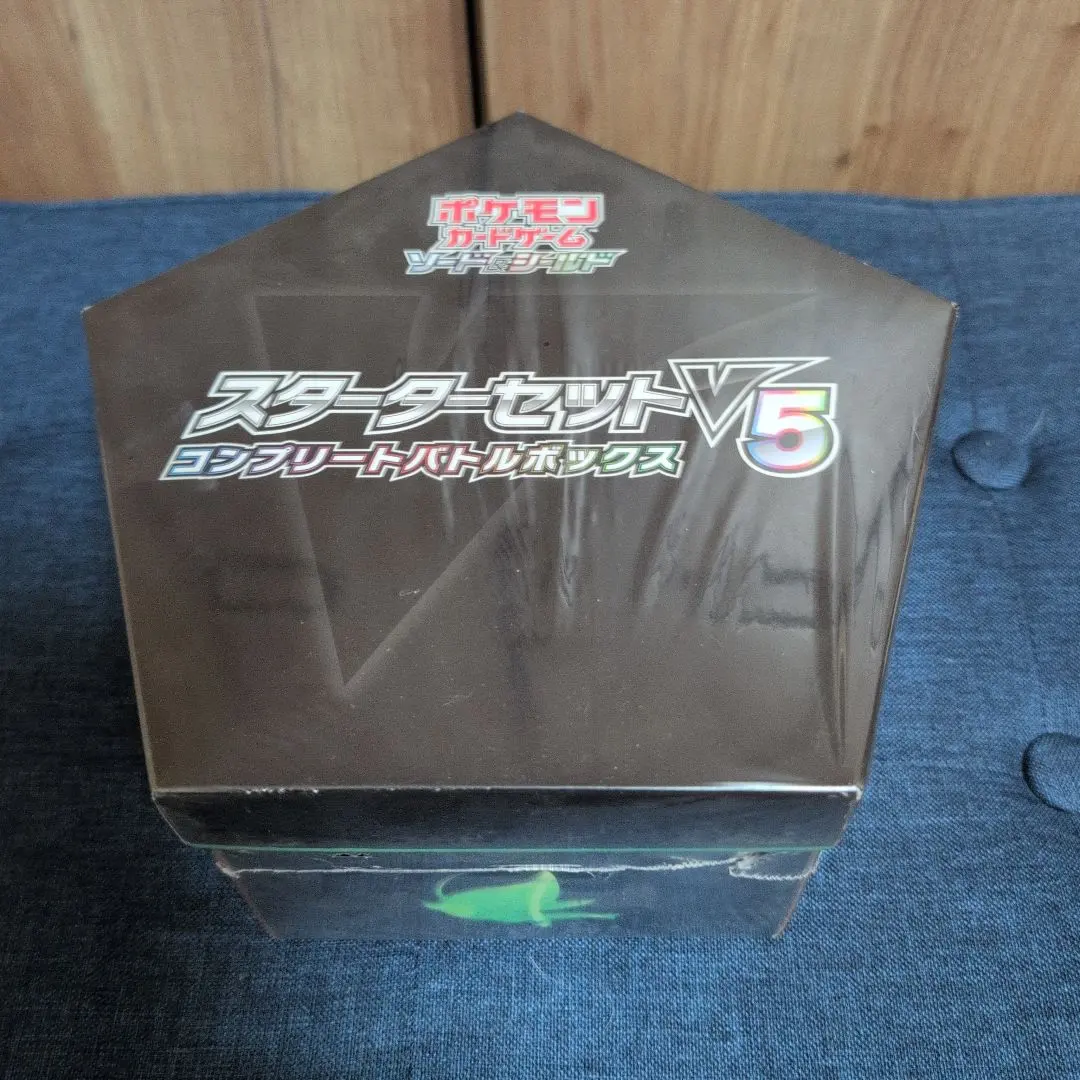 ポケモン
カードゲーム
ソード&シールド
スターターセットV5
コンプリートバトルボックス